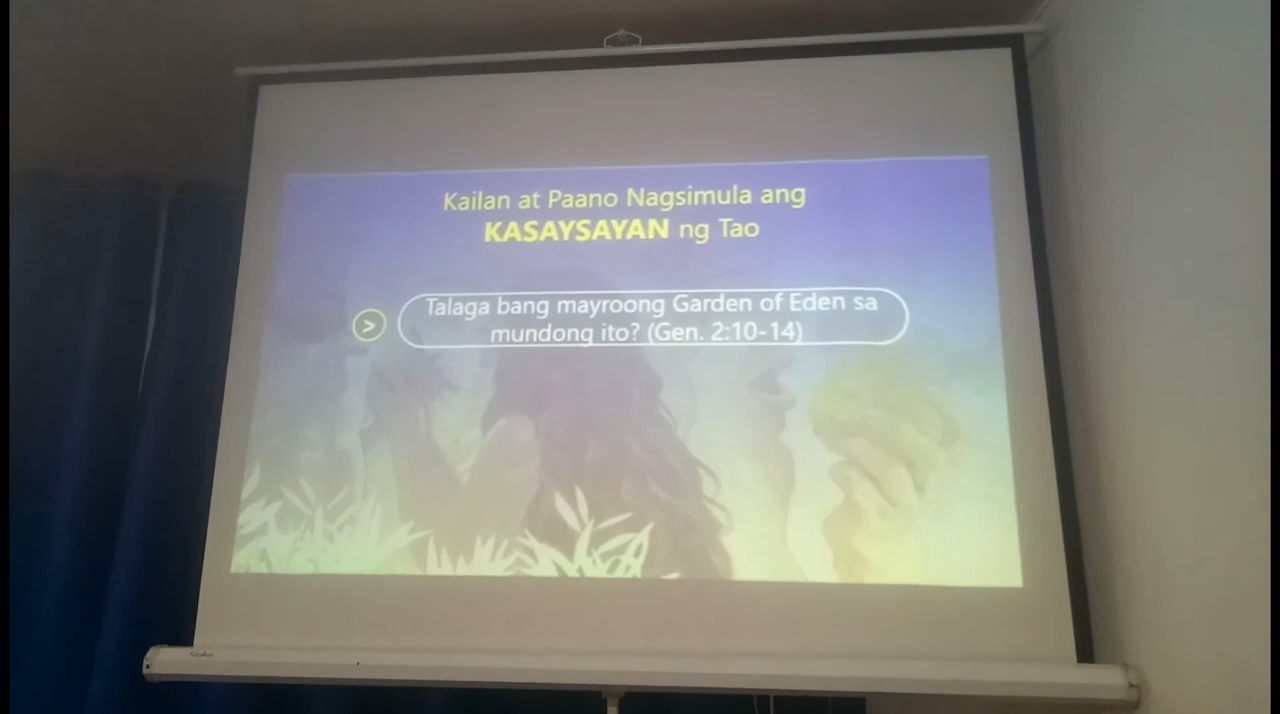 Kailan at Paano Nagsimula ang
KASAYSAYAN ng Tao
> Talaga bang mayroong Garden of Eden sa
mundong ito? (Gen. 2:10-14)